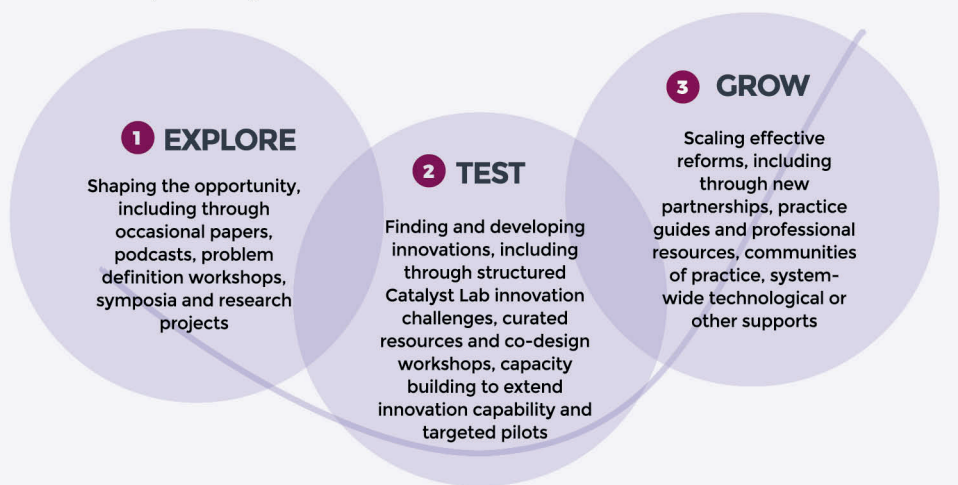 1 EXPLORE
Shaping the opportunity,
including through
occasional papers,
podcasts, problem
definition workshops,
symposia and research
projects
2 TEST
Finding and developing
innovations, including
through structured
Catalyst Lab innovation
challenges, curated
resources and co-design
workshops, capacity
building to extend
innovation capability and
targeted pilots
3 GROW
Scaling effective
reforms, including
through new
partnerships, practice
guides and professional
resources, communities
of practice, system-
wide technological or
other supports